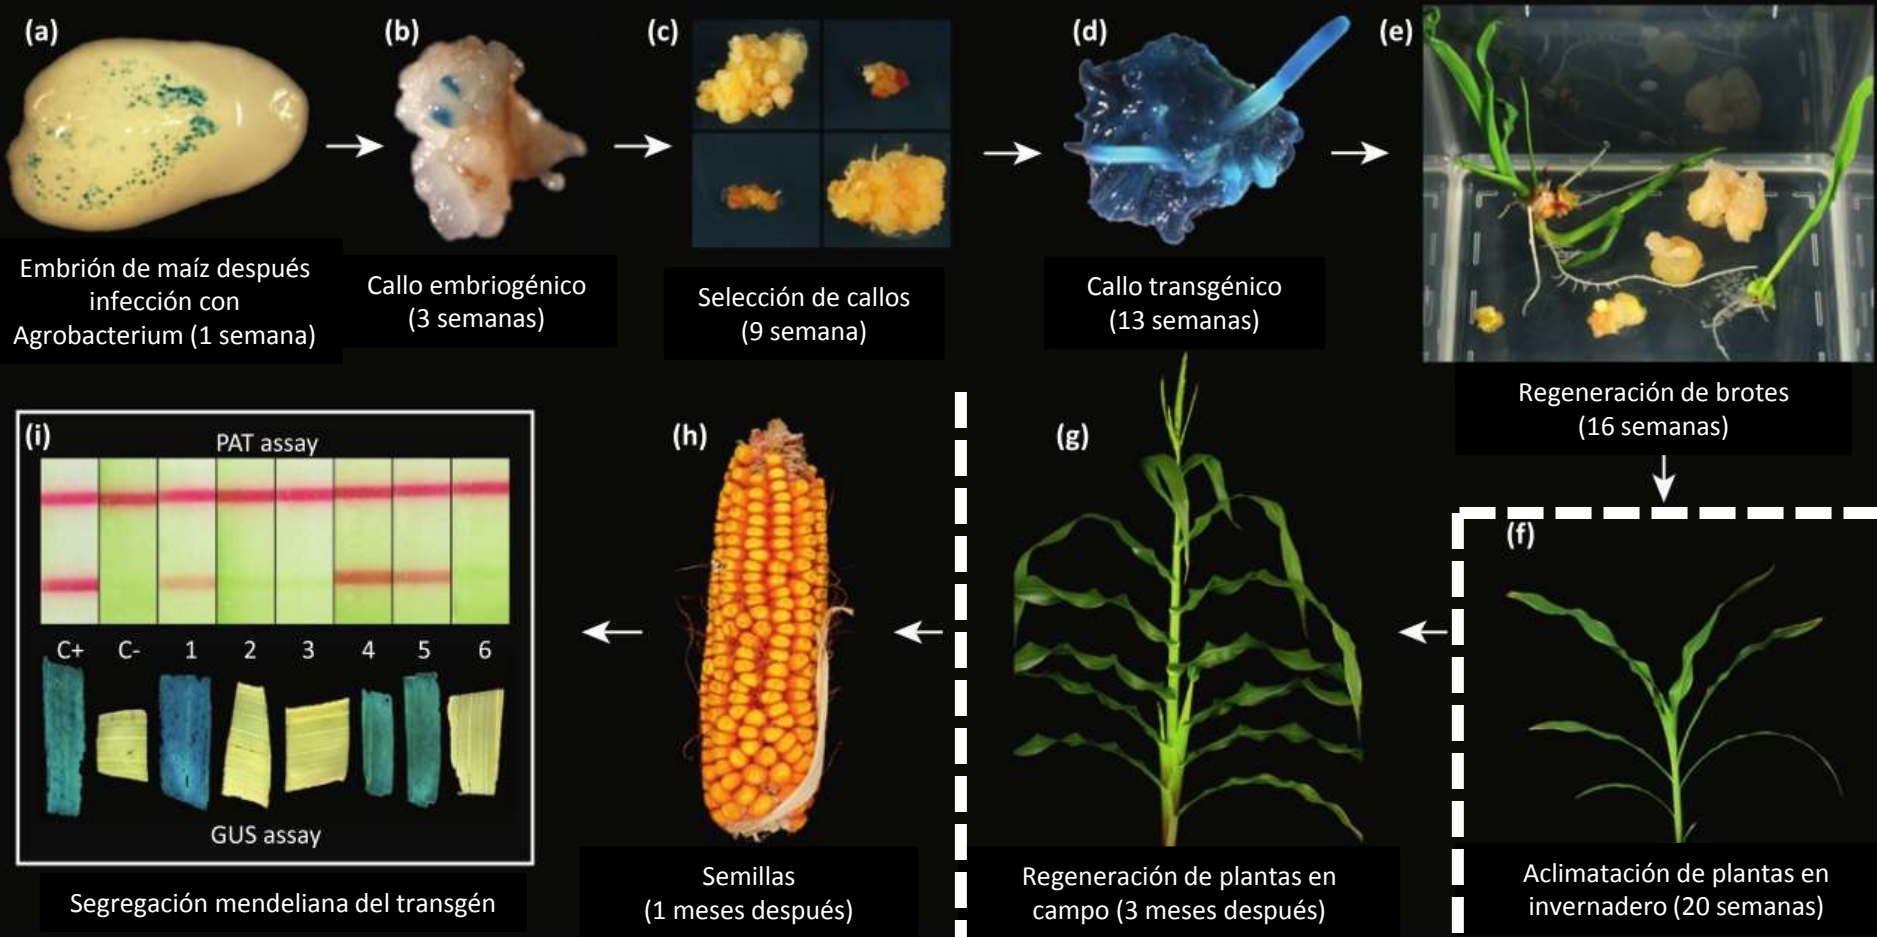 (a)
(b)
(c)
(d)
(e)
Embrión de maíz después
infección con
Agrobacterium (1 semana)
Callo embriogénico
(3 semanas)
Selección de callos
(9 semana)
Callo transgénico
(13 semanas)
Regeneración de brotes
(16 semanas)
(f)
Aclimatación de plantas en
invernadero (20 semanas)
(g)
Regeneración de plantas en
campo (3 meses después)
(h)
Semillas
(1 meses después)
(i)
PAT assay
C+ C- 1 2 3 4 5 6
GUS assay
Segregación mendeliana del transgén